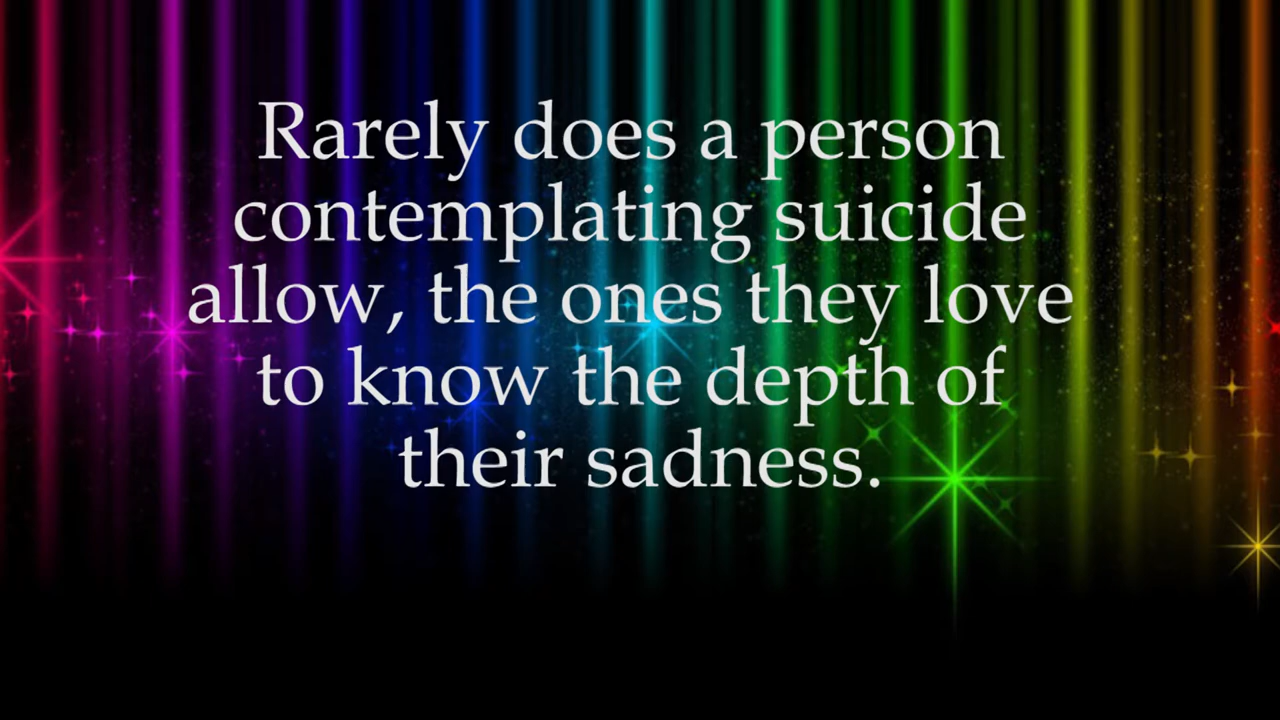 Rarely does a person
contemplating suicide
allow, the ones they love
to know the depth of
their sadness.